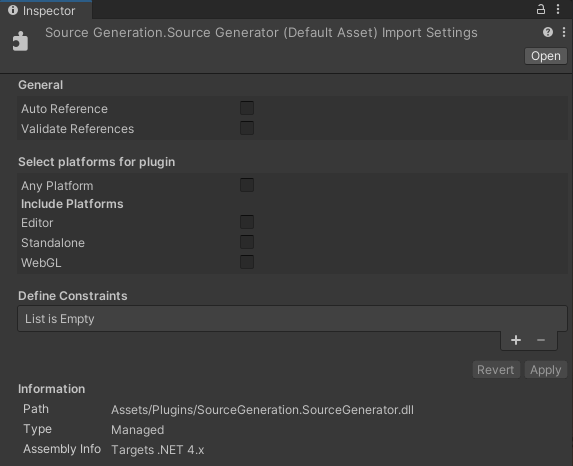 Inspector
Source Generation.Source Generator (Default Asset) Import Settings
Open
General
Auto Reference
Validate References
Select platforms for plugin
Any Platform
Include Platforms
Editor
Standalone
WebGL
Define Constraints
List is Empty
+ −
Revert Apply
Information
Path Assets/Plugins/SourceGeneration.SourceGenerator.dll
Type Managed
Assembly Info Targets .NET 4.x